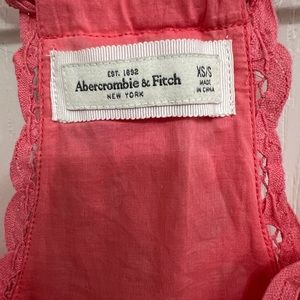 EST. 1892
Abercrombie & Fitch
NEW YORK
XS/S
MADE
IN CHINA